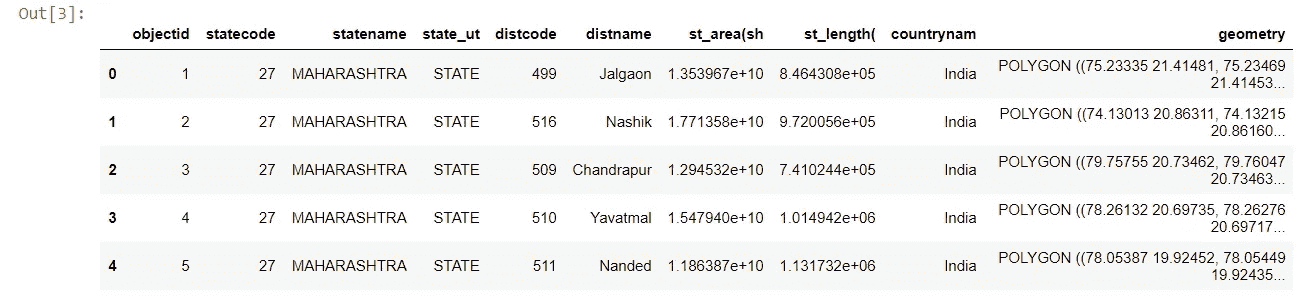 Out[3]:
objectid statecode statename state_ut distcode distname st_area(sh st_length( countrynam geometry
0 1 27 MAHARASHTRA STATE 499 Jalgaon 1.353967e+10 8.464308e+05 India POLYGON ((75.23335 21.41481, 75.23469
21.41453...
1 2 27 MAHARASHTRA STATE 516 Nashik 1.771358e+10 9.720056e+05 India POLYGON ((74.13013 20.86311, 74.13215
20.86160...
2 3 27 MAHARASHTRA STATE 509 Chandrapur 1.294532e+10 7.410244e+05 India POLYGON ((79.75755 20.73462, 79.76047
20.73463...
3 4 27 MAHARASHTRA STATE 510 Yavatmal 1.547940e+10 1.014942e+06 India POLYGON ((78.26132 20.69735, 78.26276
20.69717...
4 5 27 MAHARASHTRA STATE 511 Nanded 1.186387e+10 1.131732e+06 India POLYGON ((78.05387 19.92452, 78.05449
19.92435...